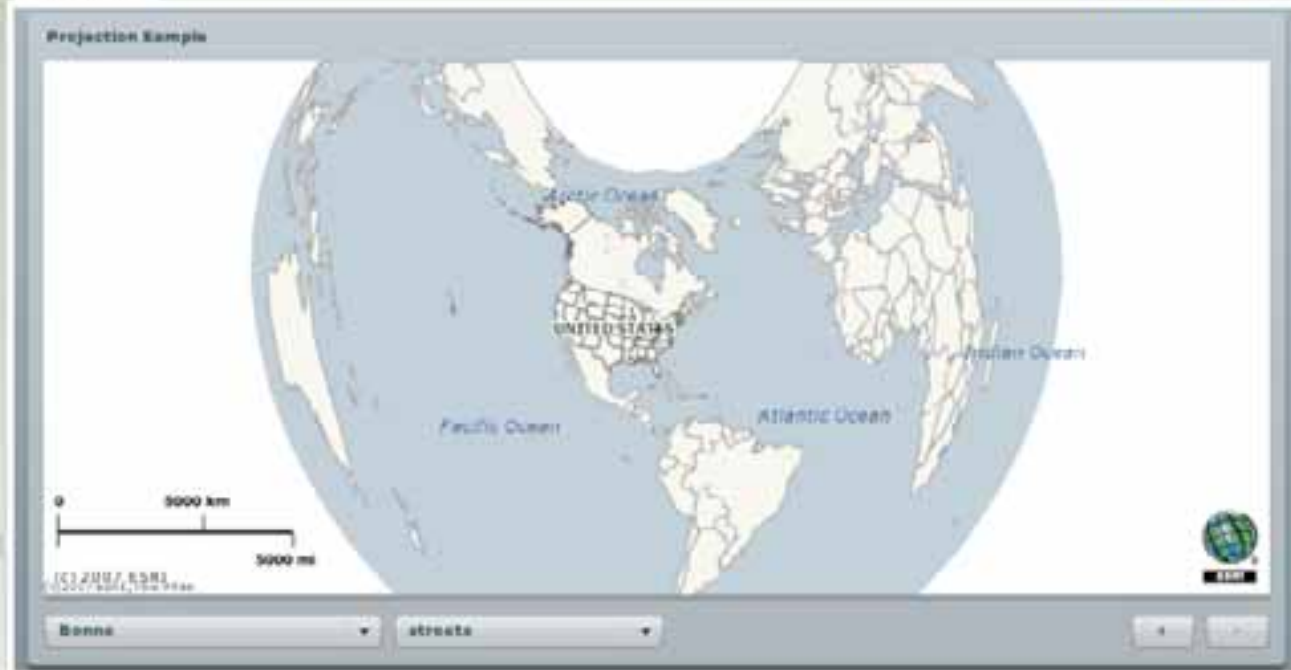 Projection Sample
Arctic Ocean
UNITED STATES
Indian Ocean
Pacific Ocean
Atlantic Ocean
0 5000 km
5000 mi
(c) 2007 ESRI
ESRI
Bonne
streets